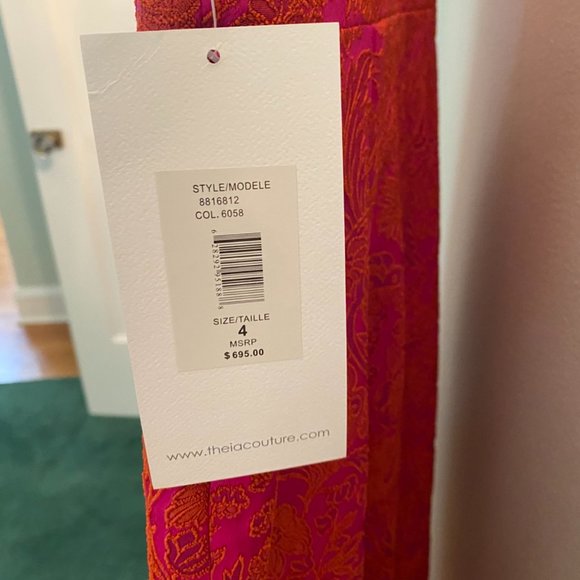 STYLE/MODELE
8816812
COL. 6058
SIZE/TAILLE
4
MSRP
$ 695.00
www.theiacouture.com